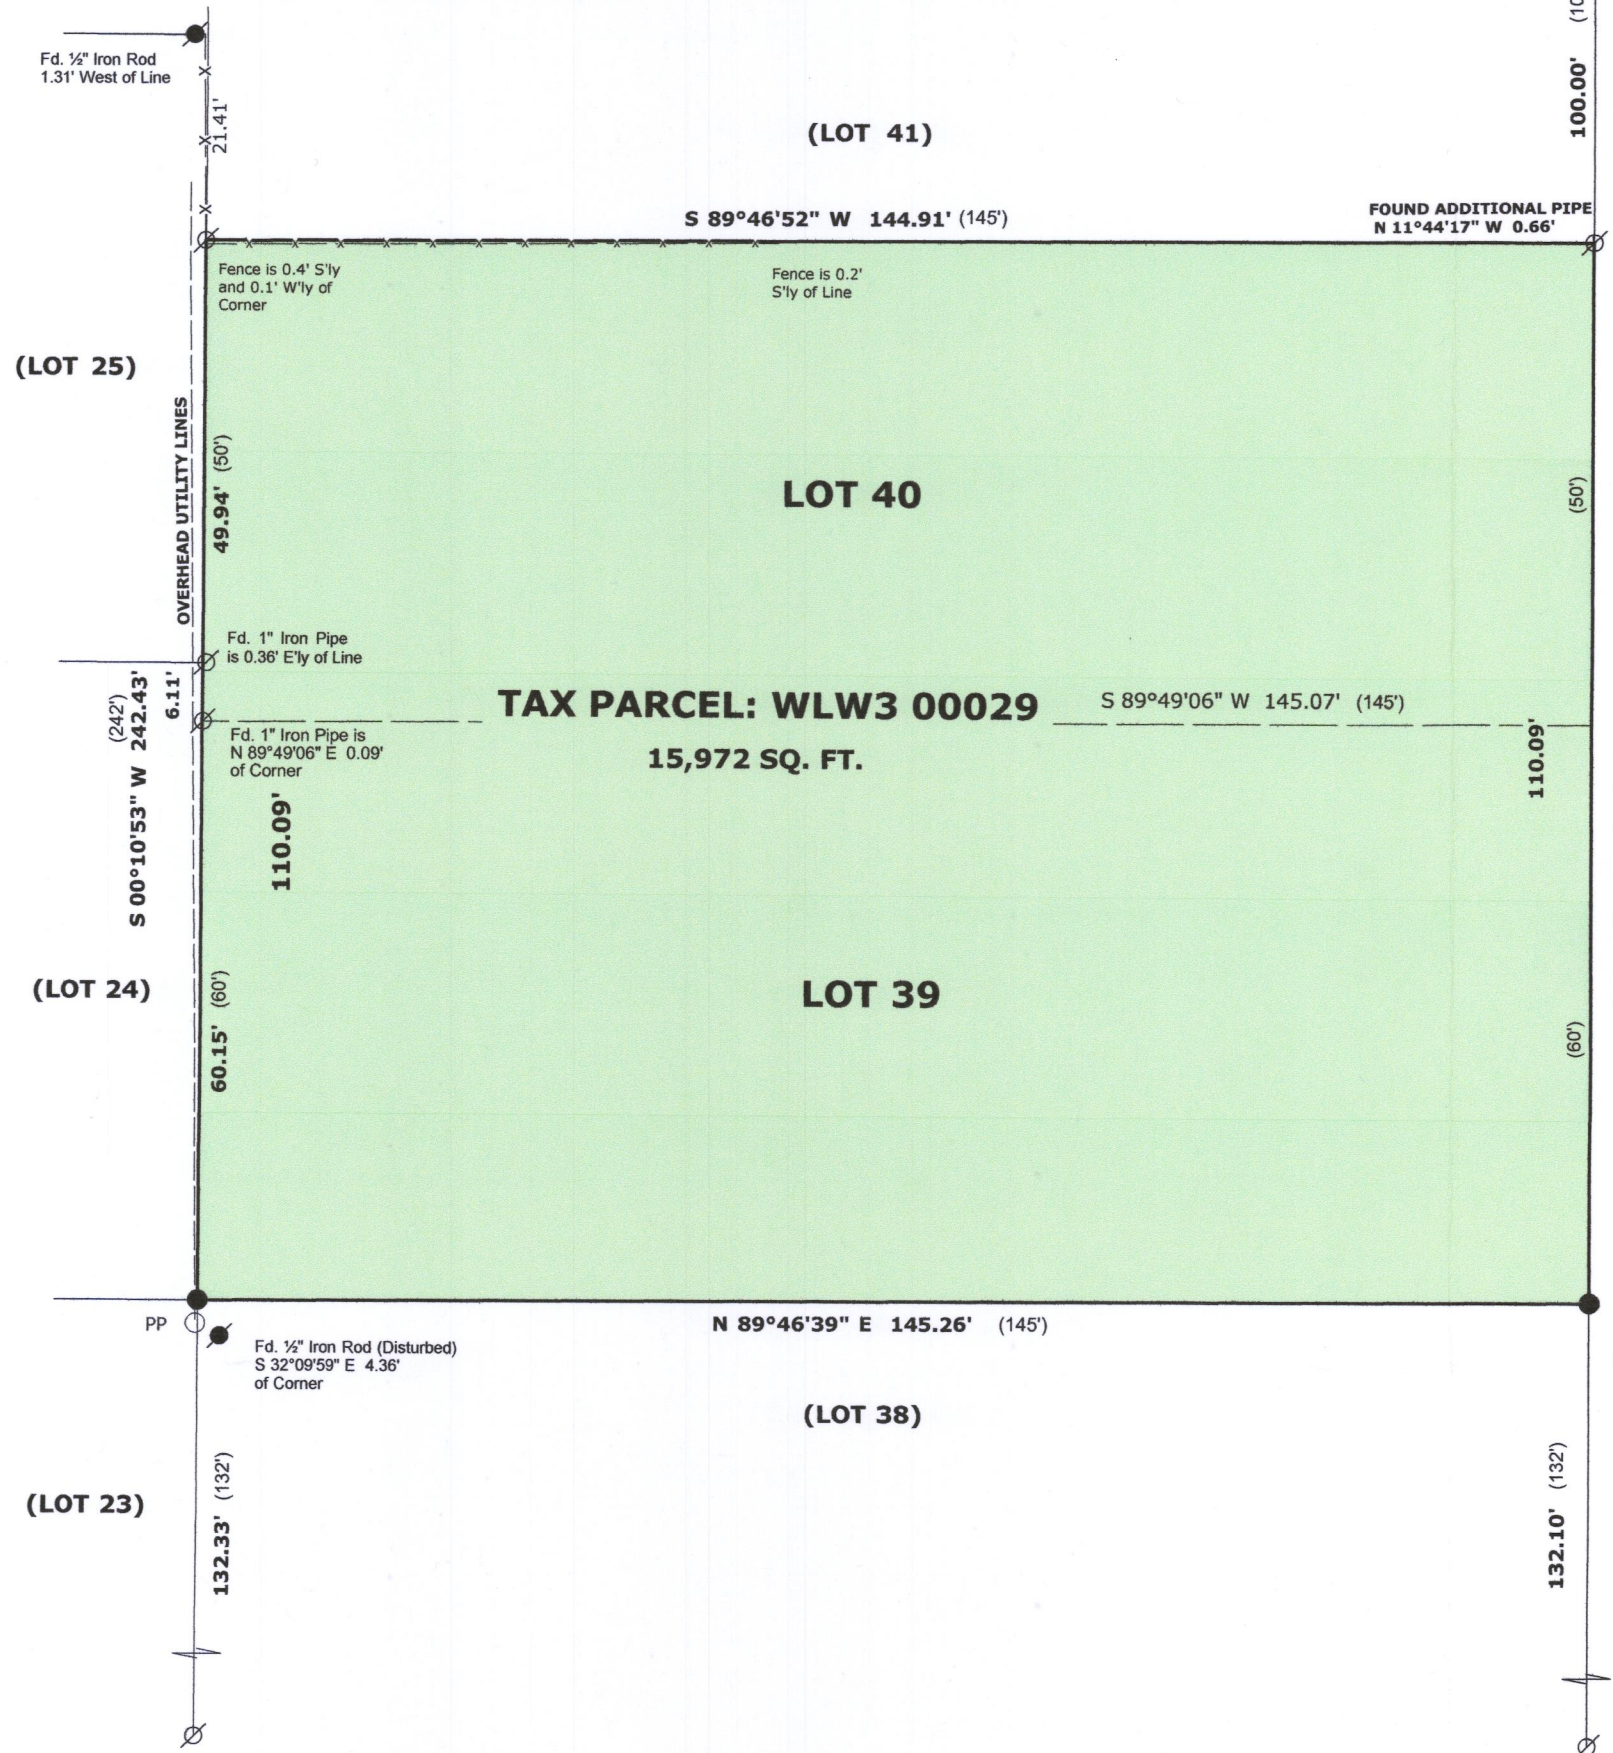 (10
Fd. ½" Iron Rod
1.31' West of Line
21.41'
100.00'
(LOT 41)
S 89°46'52" W 144.91' (145')
FOUND ADDITIONAL PIPE
N 11°44'17" W 0.66'
Fence is 0.4' S'ly
and 0.1' W'ly of
Corner
Fence is 0.2'
S'ly of Line
(LOT 25)
OVERHEAD UTILITY LINES
49.94' (50')
LOT 40
(50')
Fd. 1" Iron Pipe
is 0.36' E'ly of Line
6.11'
(242')
S 00°10'53" W 242.43'
TAX PARCEL: WLW3 00029
S 89°49'06" W 145.07' (145')
15,972 SQ. FT.
Fd. 1" Iron Pipe is
N 89°49'06" E 0.09'
of Corner
110.09'
110.09'
(LOT 24)
60.15' (60')
LOT 39
(60')
PP
N 89°46'39" E 145.26' (145')
Fd. ½" Iron Rod (Disturbed)
S 32°09'59" E 4.36'
of Corner
(LOT 38)
(LOT 23)
132.33' (132')
132.10' (132')